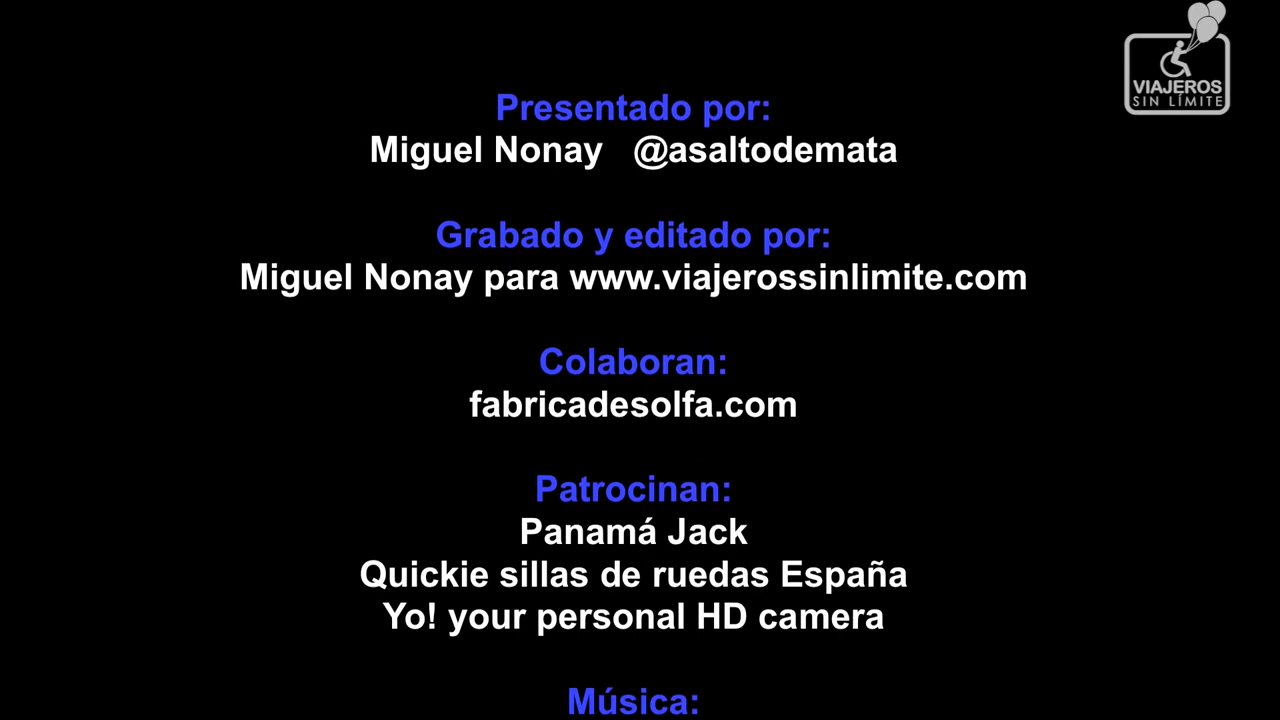 VIAJEROS
SIN LÍMITE
Presentado por:
Miguel Nonay @asaltodemata
Grabado y editado por:
Miguel Nonay para www.viajerossinlimite.com
Colaboran:
fabricadesolfa.com
Patrocinan:
Panamá Jack
Quickie sillas de ruedas España
Yo! your personal HD camera
Música: